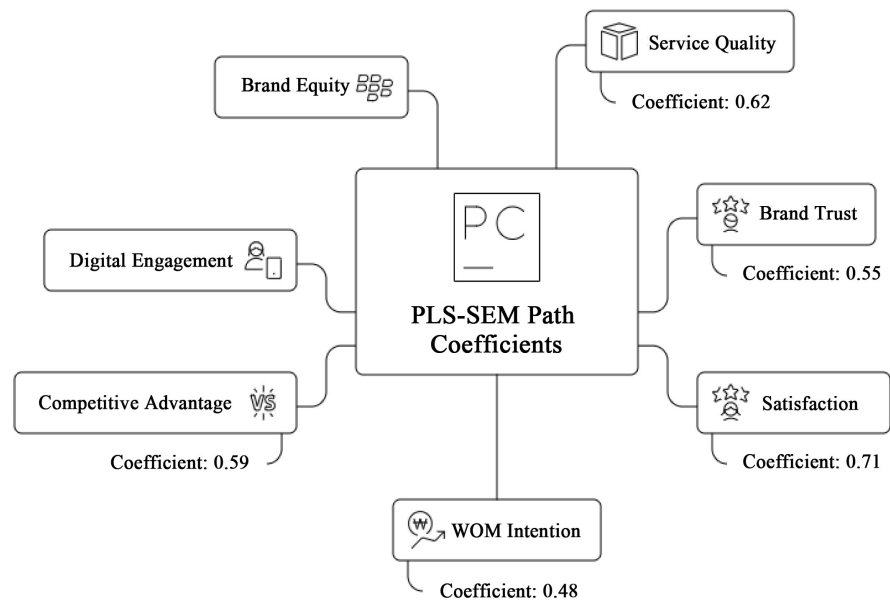 Service Quality
Coefficient: 0.62
Brand Equity
PC
PLS-SEM Path
Coefficients
Brand Trust
Coefficient: 0.55
Digital Engagement
Competitive Advantage
VS
Coefficient: 0.59
Satisfaction
Coefficient: 0.71
₩
WOM Intention
Coefficient: 0.48